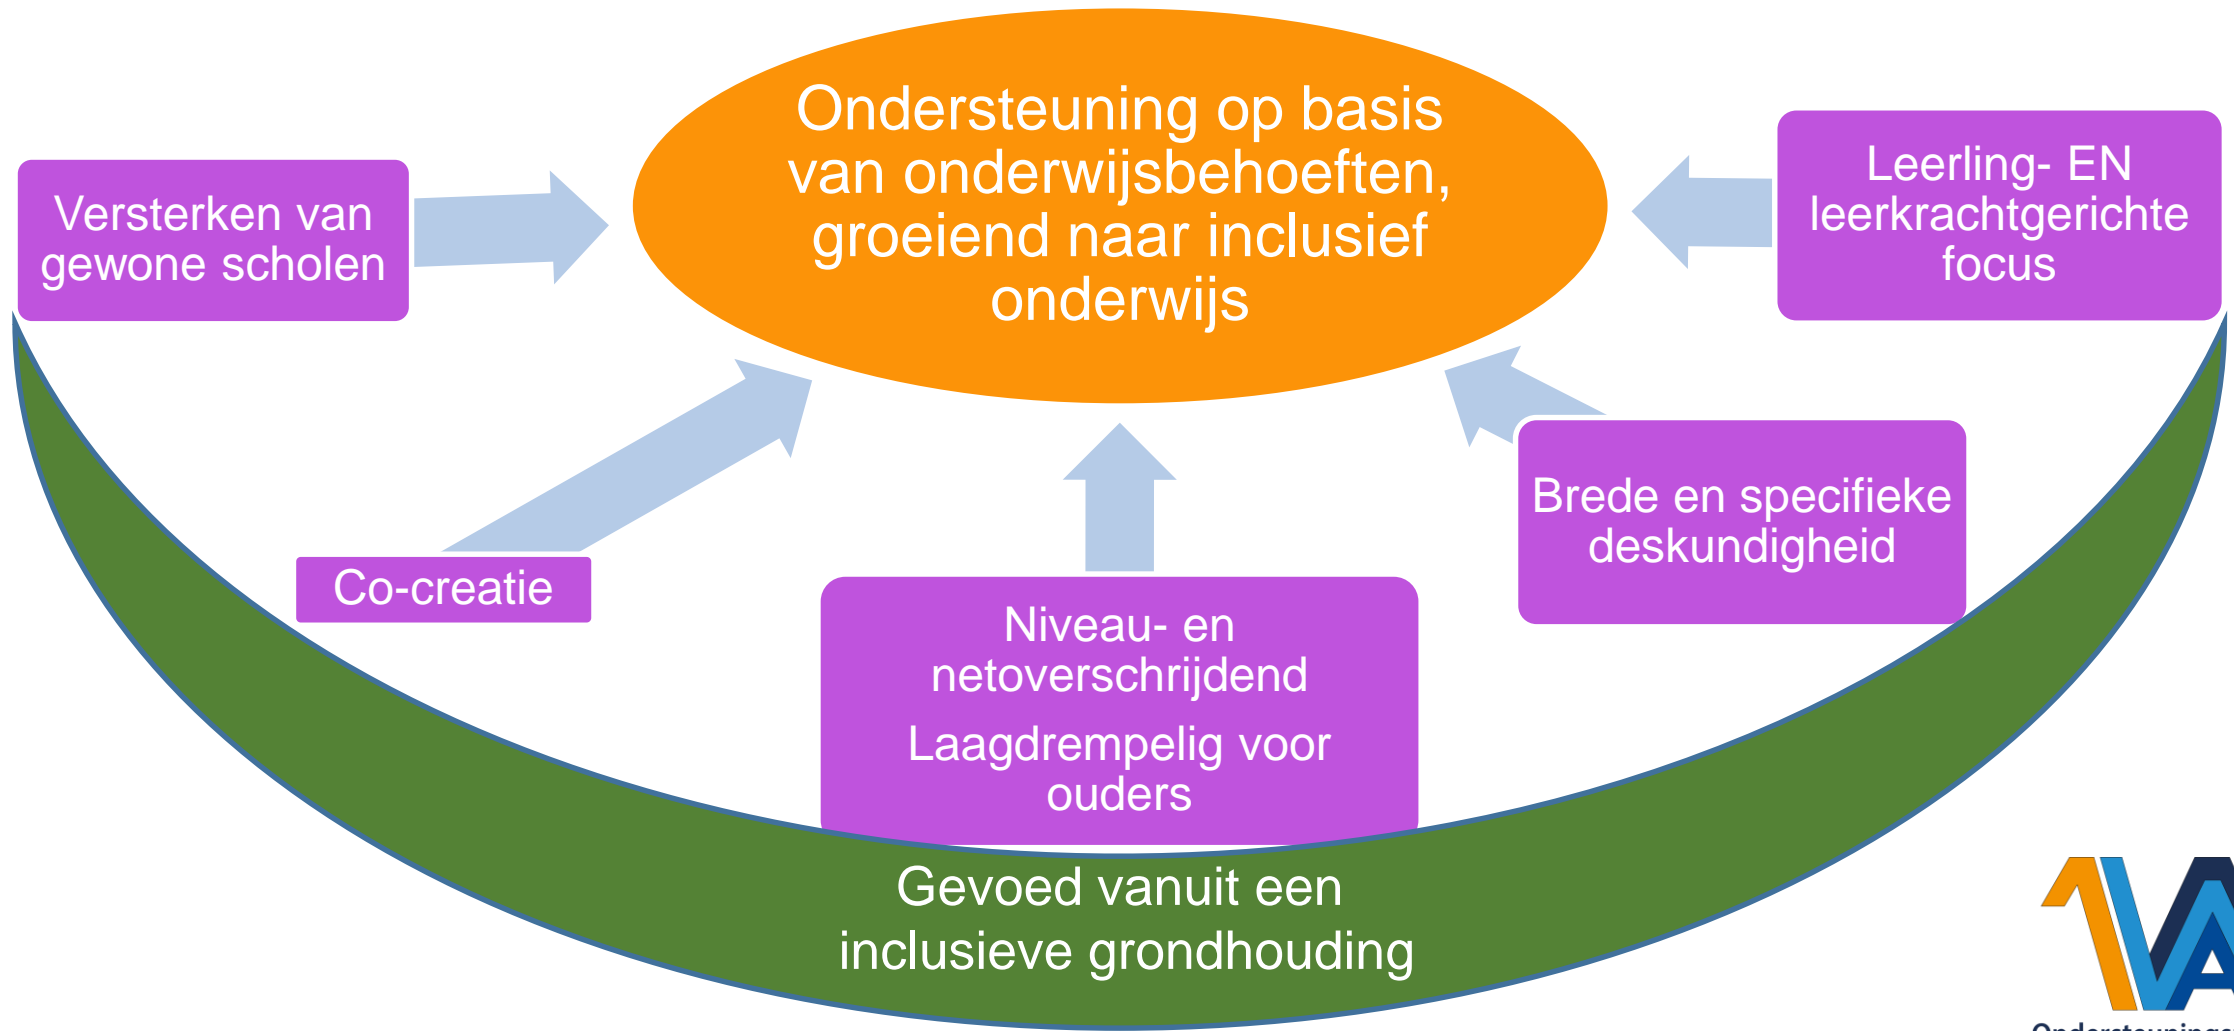 Ondersteuning op basis
van onderwijsbehoeften,
groeiend naar inclusief
onderwijs
Versterken van
gewone scholen
Leerling- EN
leerkrachtgerichte
focus
Co-creatie
Brede en specifieke
deskundigheid
Niveau- en
netoverschrijdend
Laagdrempelig voor
ouders
Gevoed vanuit een
inclusieve grondhouding